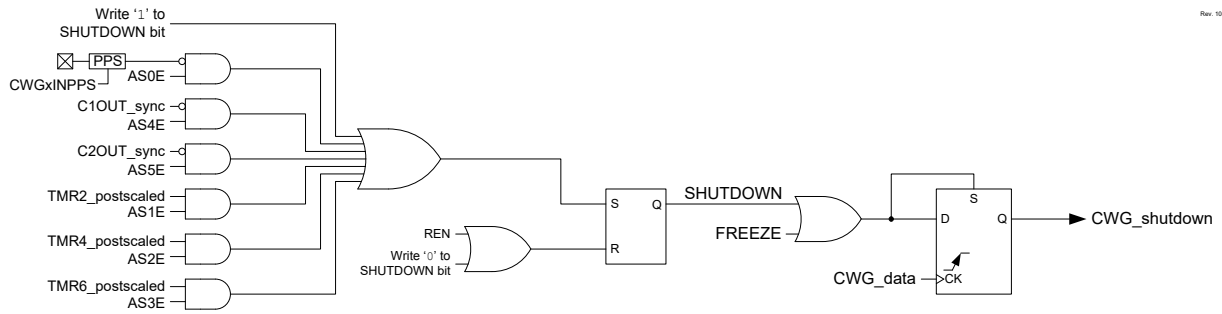 Rev. 10
Write ‘1’ to
SHUTDOWN bit
PPS
AS0E
CWGxINPPS
C1OUT_sync
AS4E
C2OUT_sync
AS5E
TMR2_postscaled
AS1E
TMR4_postscaled
AS2E
TMR6_postscaled
AS3E
REN
Write ‘0’ to
SHUTDOWN bit
S
Q
R
SHUTDOWN
FREEZE
S
D
Q
CWG_data
CK
CWG_shutdown